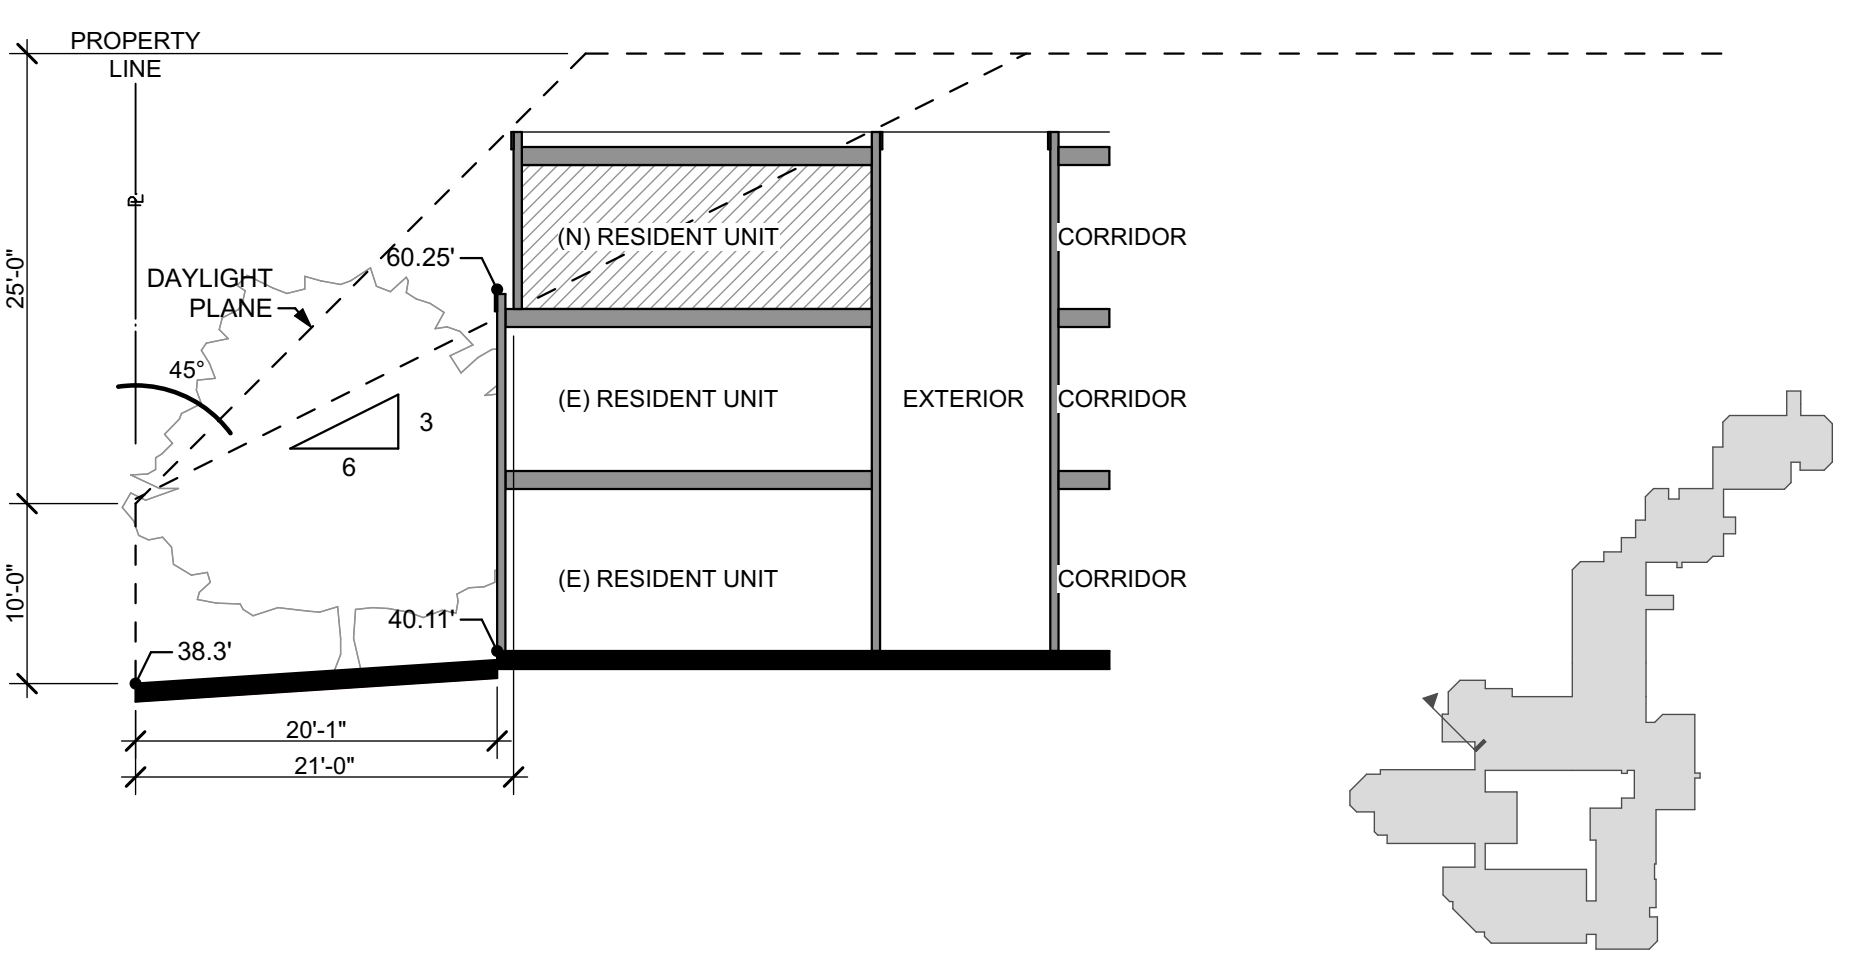 PROPERTY
LINE
℄
25'-0"
60.25'
(N) RESIDENT UNIT
CORRIDOR
DAYLIGHT
PLANE
45°
3
6
(E) RESIDENT UNIT
EXTERIOR
CORRIDOR
10'-0"
40.11'
(E) RESIDENT UNIT
CORRIDOR
38.3'
20'-1"
21'-0"